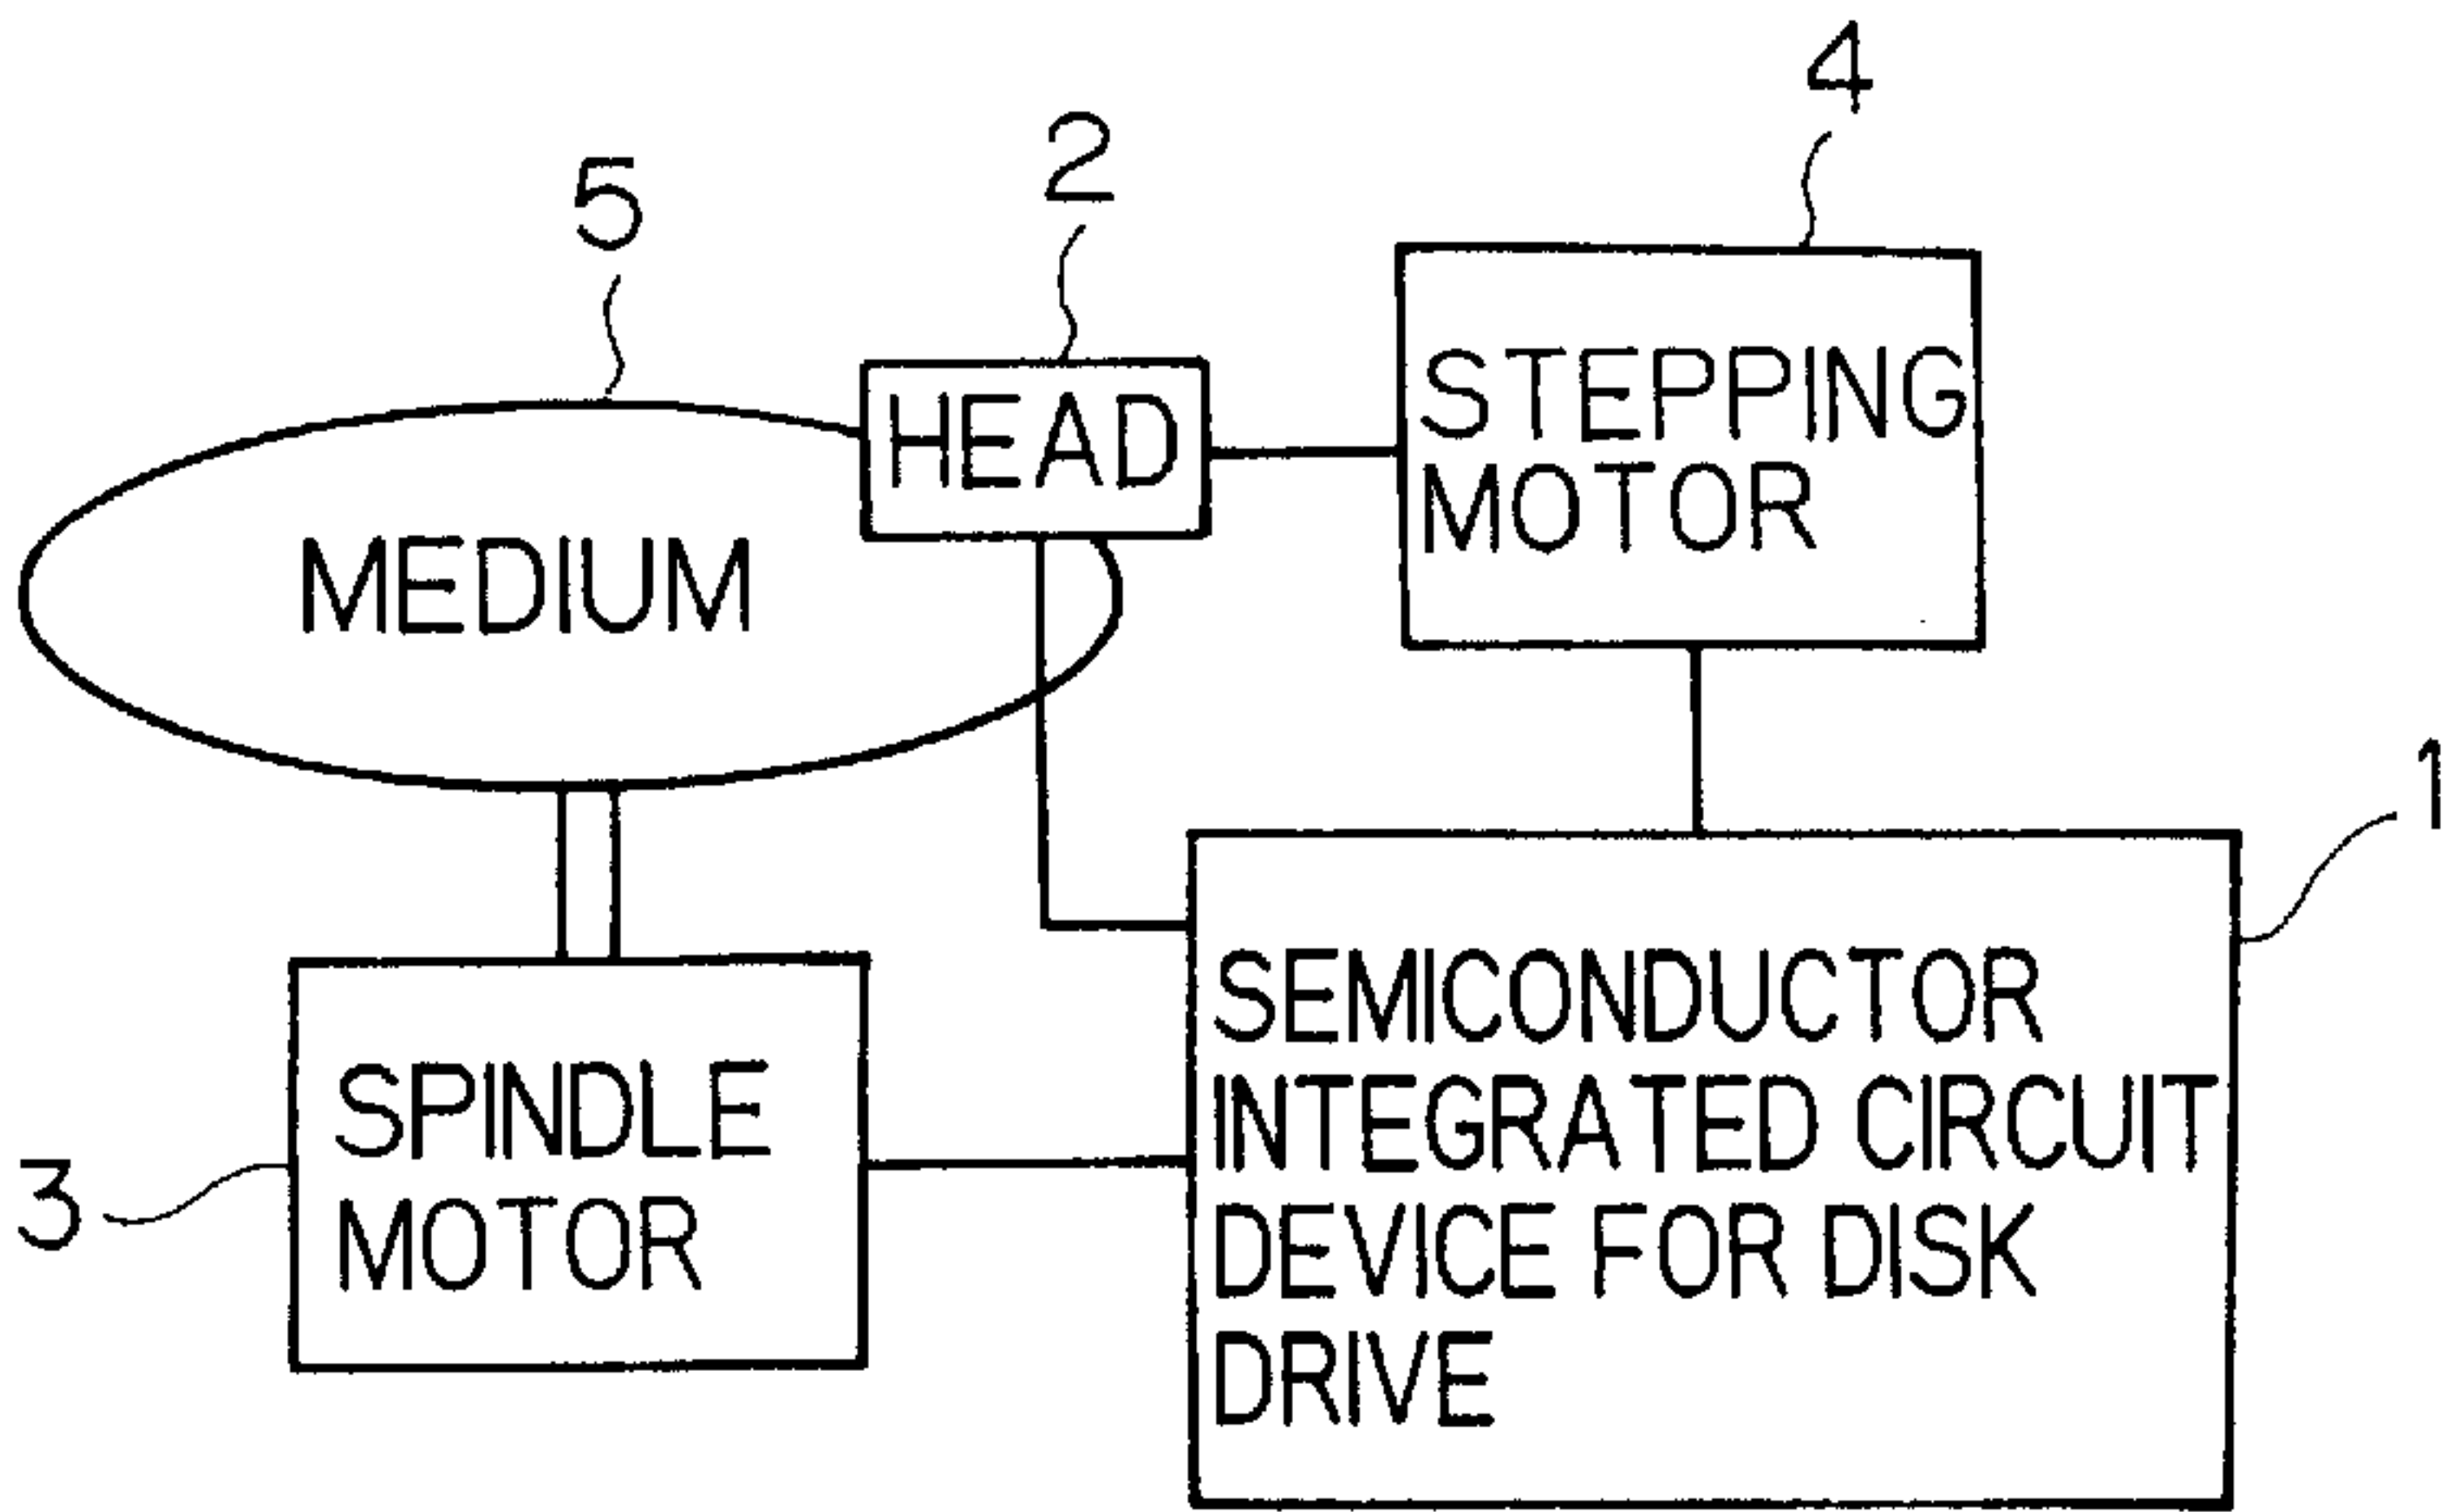 4
2
5
HEAD
STEPPING
MOTOR
MEDIUM
1
SEMICONDUCTOR
INTEGRATED CIRCUIT
DEVICE FOR DISK
DRIVE
SPINDLE
MOTOR
3